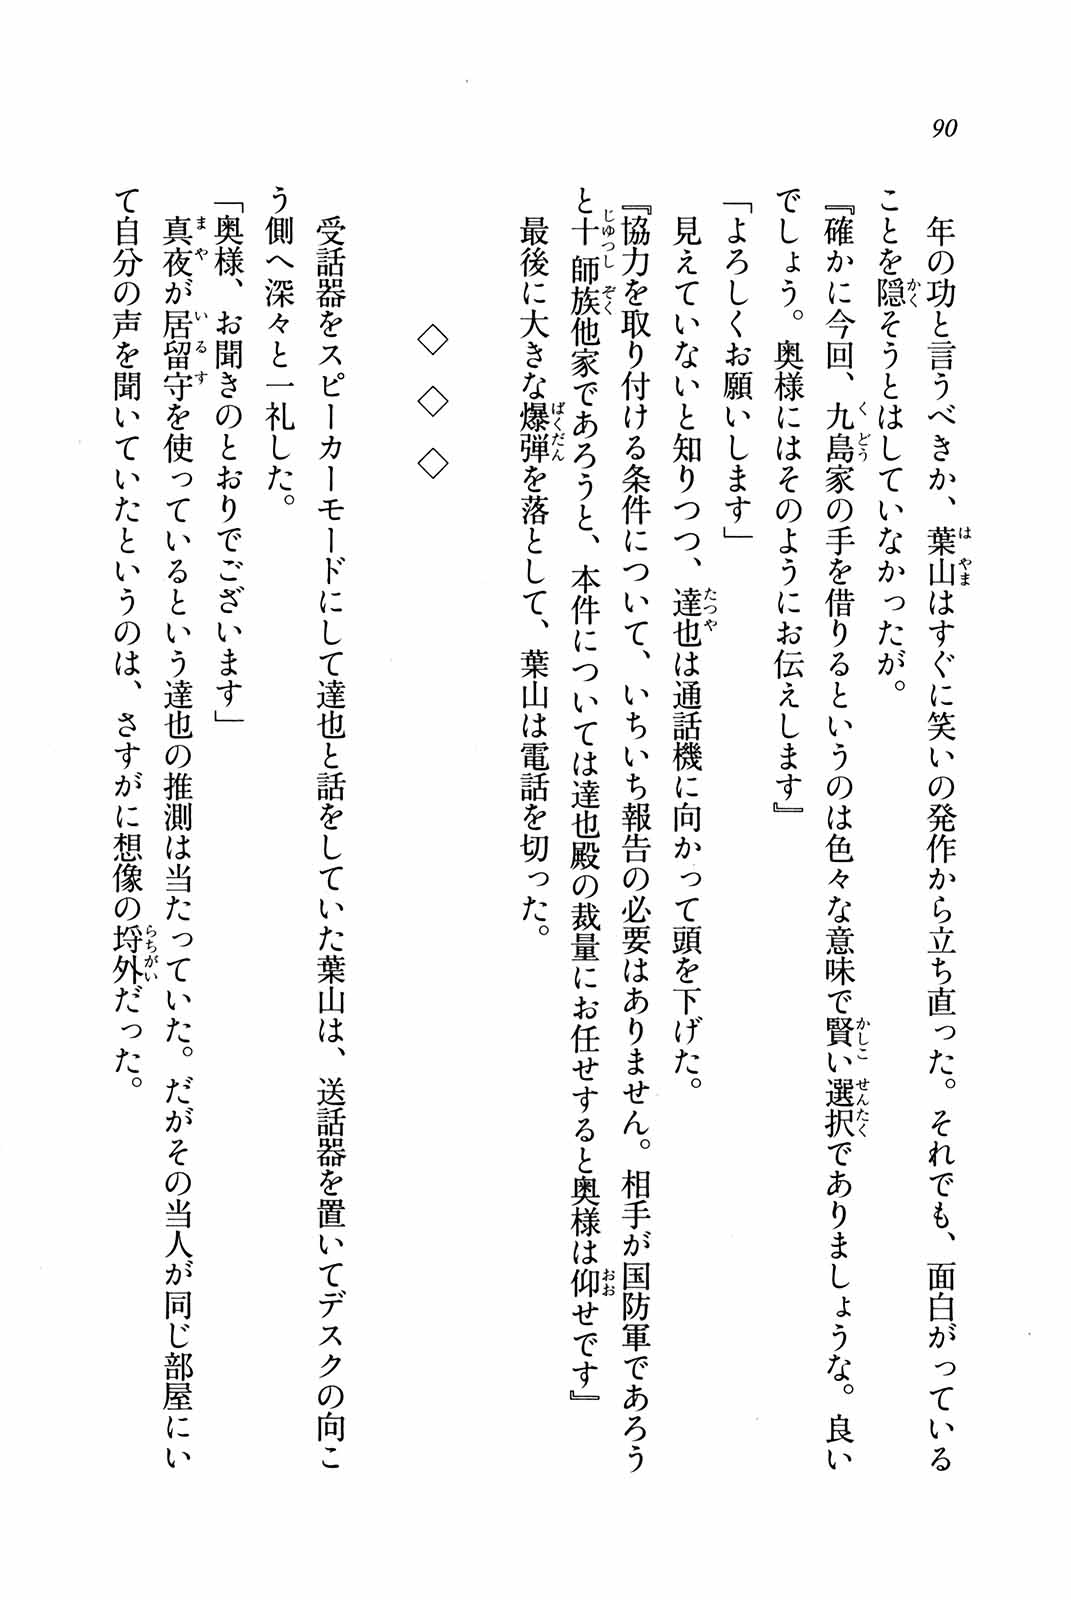 90
年の功と言うべきか、葉山はすぐに笑いの発作から立ち直った。それでも、面白がっている
ことを隠そうとはしていなかったが。
『確かに今回、九島家の手を借りるというのは色々な意味で賢い選択でありましょうな。良い
でしょう。奥様にはそのようにお伝えします』
「よろしくお願いします」
見えていないと知りつつ、達也は通話機に向かって頭を下げた。
『協力を取り付ける条件について、いちいち報告の必要はありません。相手が国防軍であろう
と十師族他家であろうと、本件については達也殿の裁量にお任せすると奥様は仰せです』
最後に大きな爆弾を落として、葉山は電話を切った。
◇ ◇ ◇
受話器をスピーカーモードにして達也と話をしていた葉山は、送話器を置いてデスクの向こ
う側へ深々と一礼した。
「奥様、お聞きのとおりでございます」
真夜が居留守を使っているという達也の推測は当たっていた。だがその当人が同じ部屋にい
て自分の声を聞いていたというのは、さすがに想像の埒外だった。